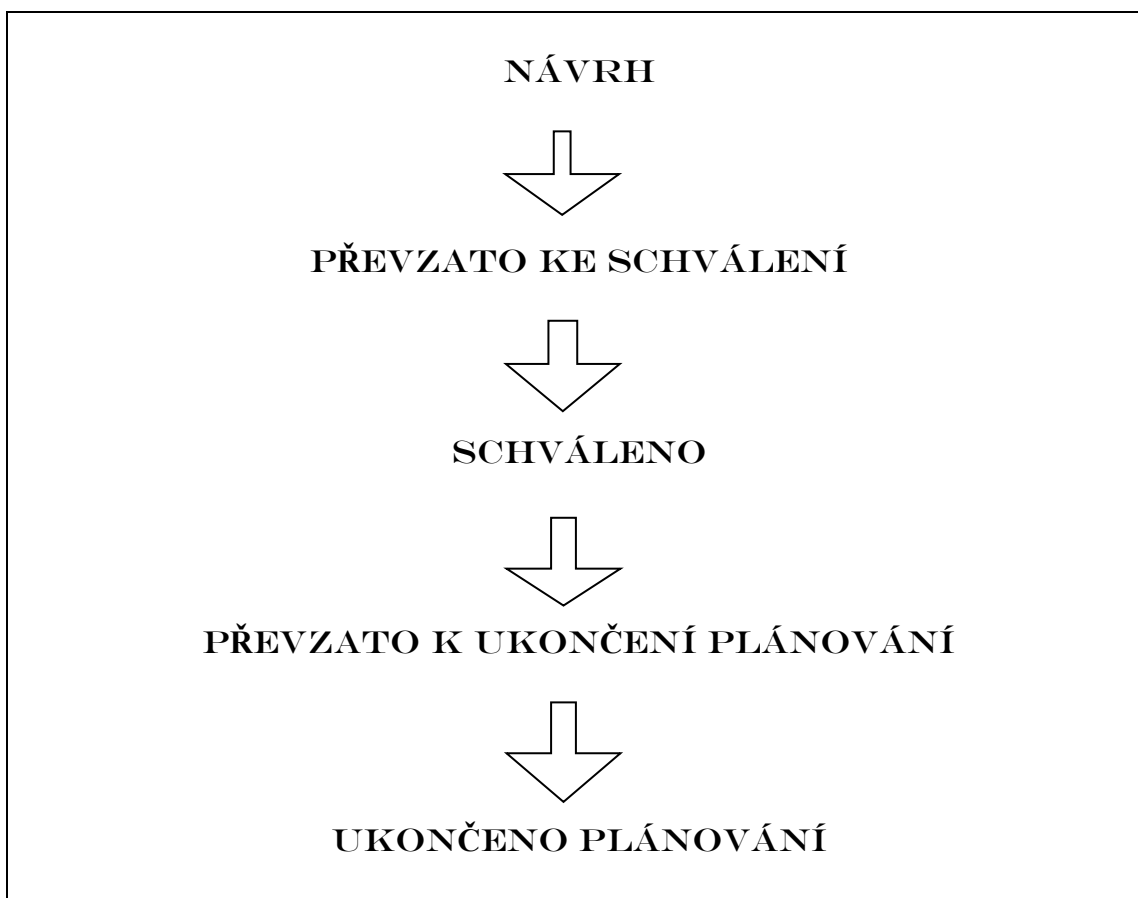 NÁVRH
PŘEVZATO KE SCHVÁLENÍ
SCHVÁLENO
PŘEVZATO K UKONČENÍ PLÁNOVÁNÍ
UKONČENO PLÁNOVÁNÍ